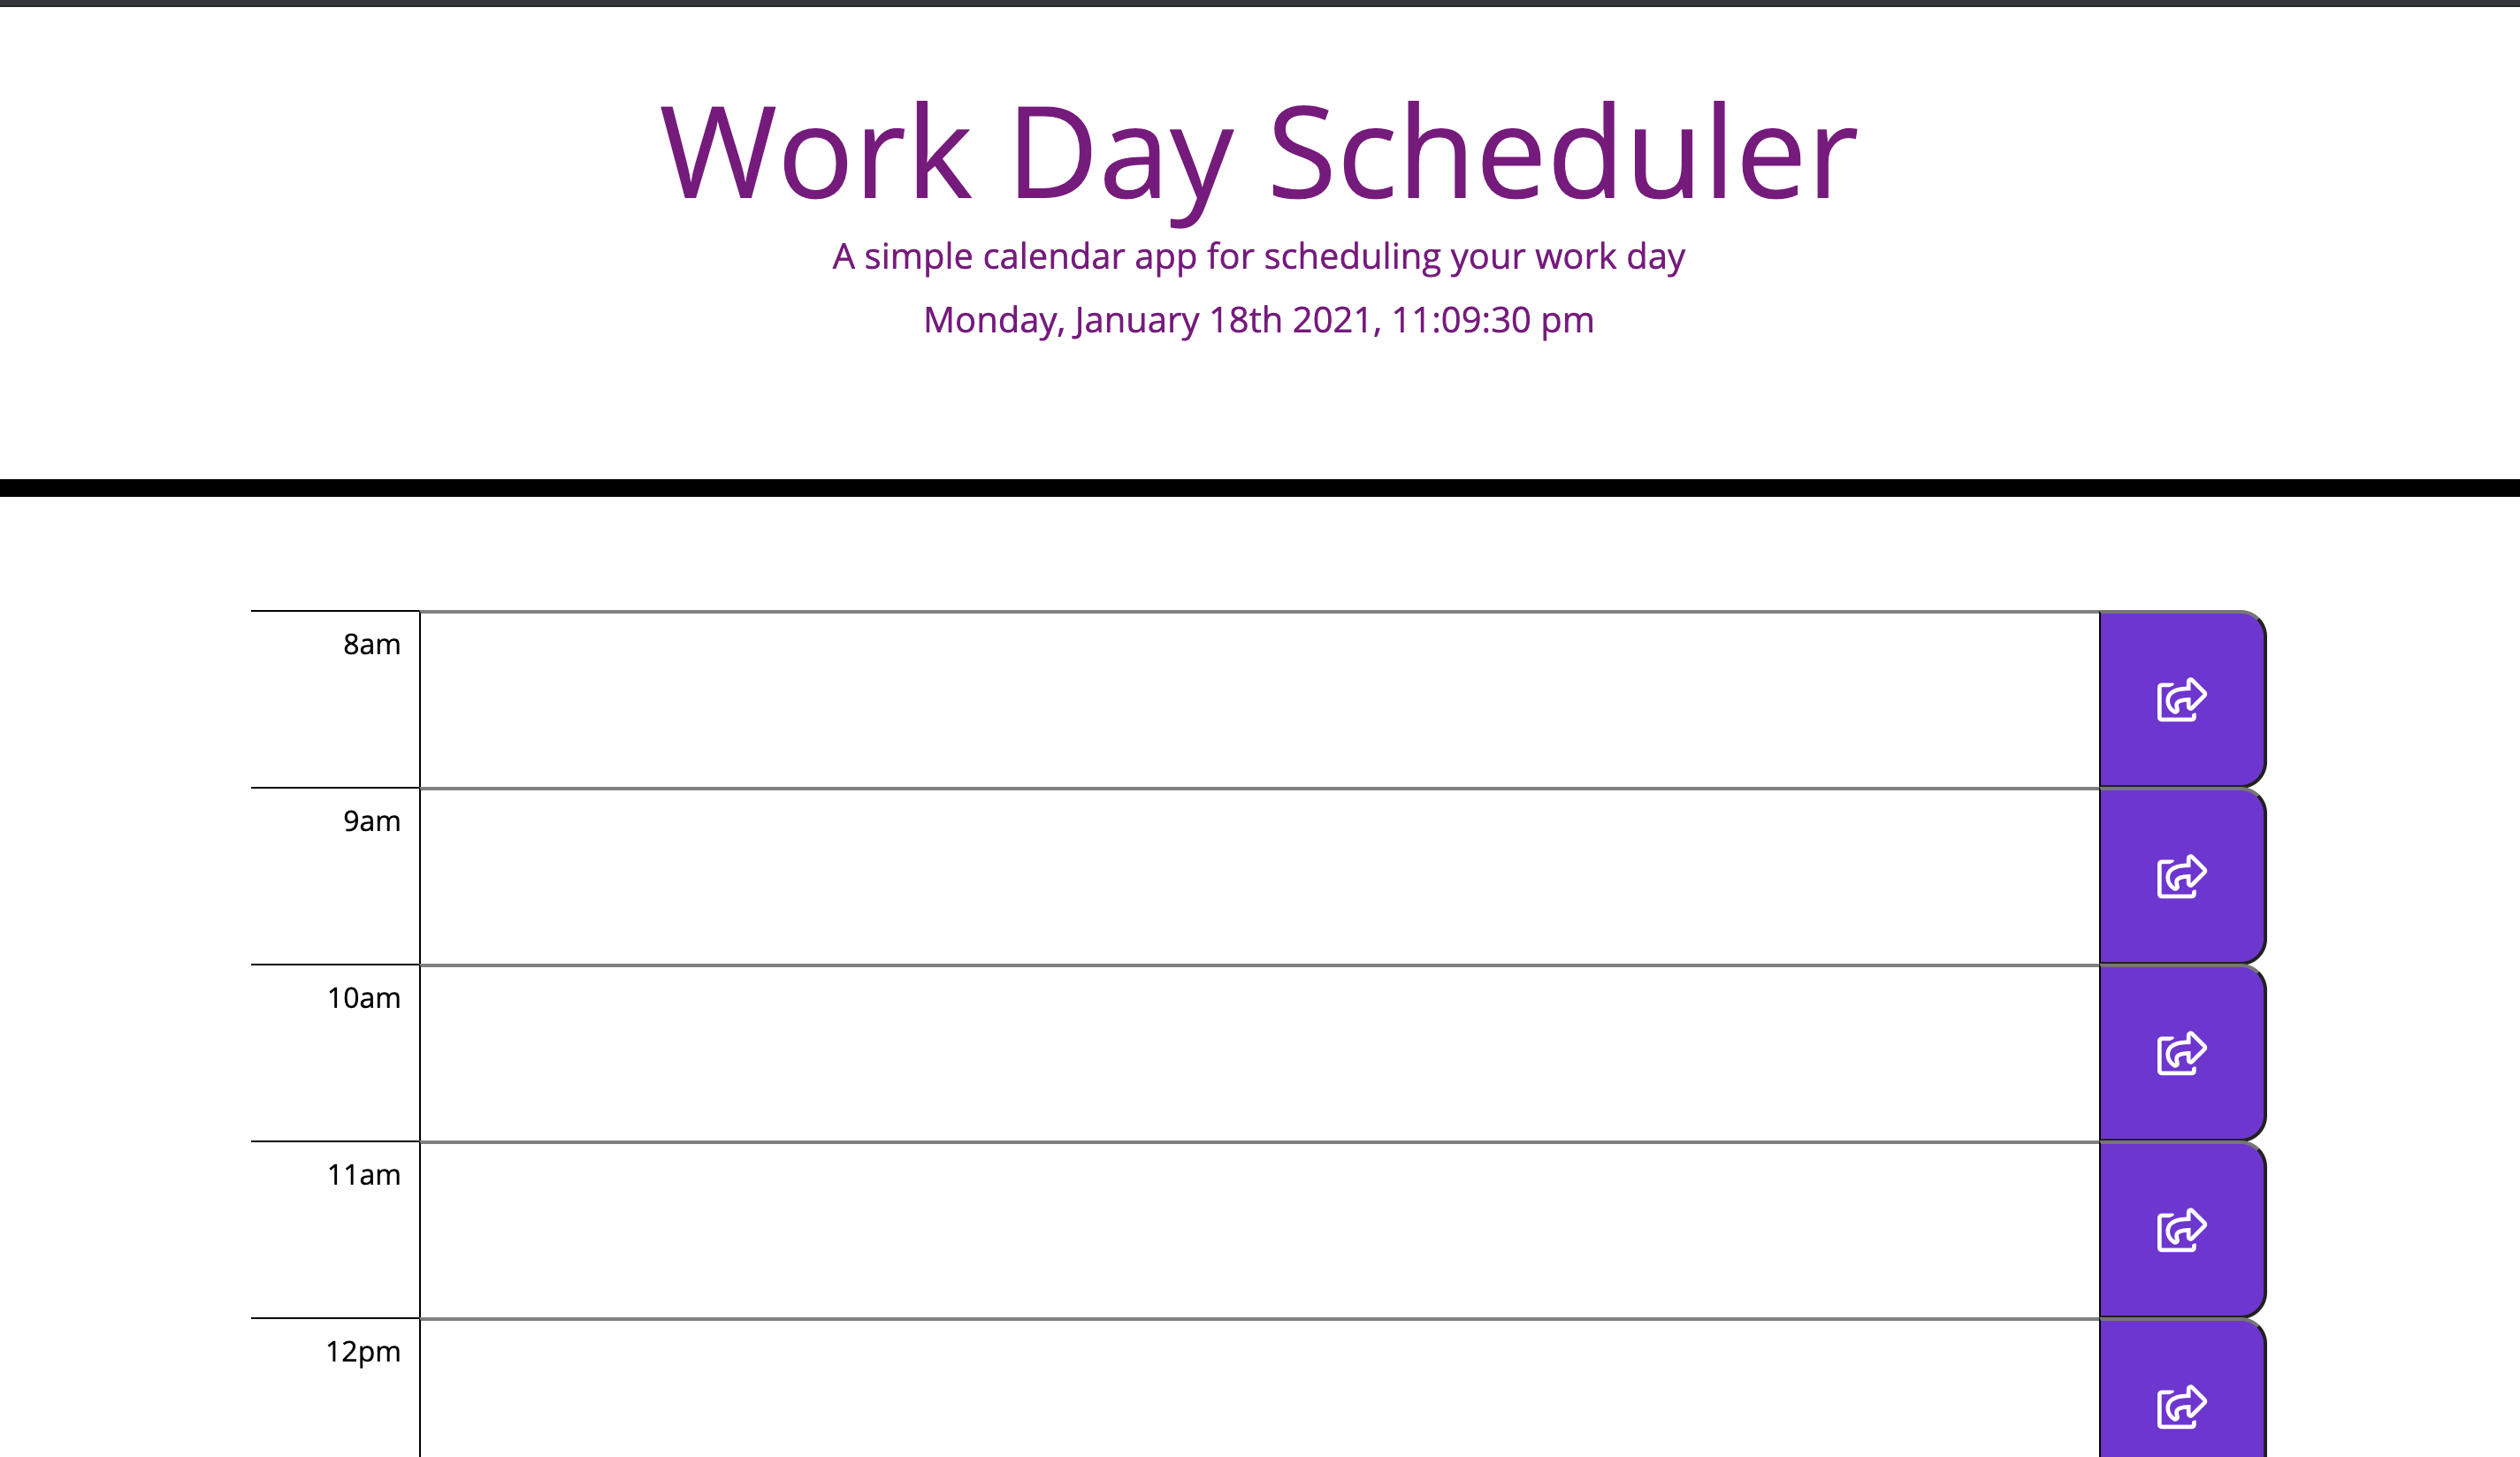 Work Day Scheduler
A simple calendar app for scheduling your work day
Monday, January 18th 2021, 11:09:30 pm
8am
9am
10am
11am
12pm